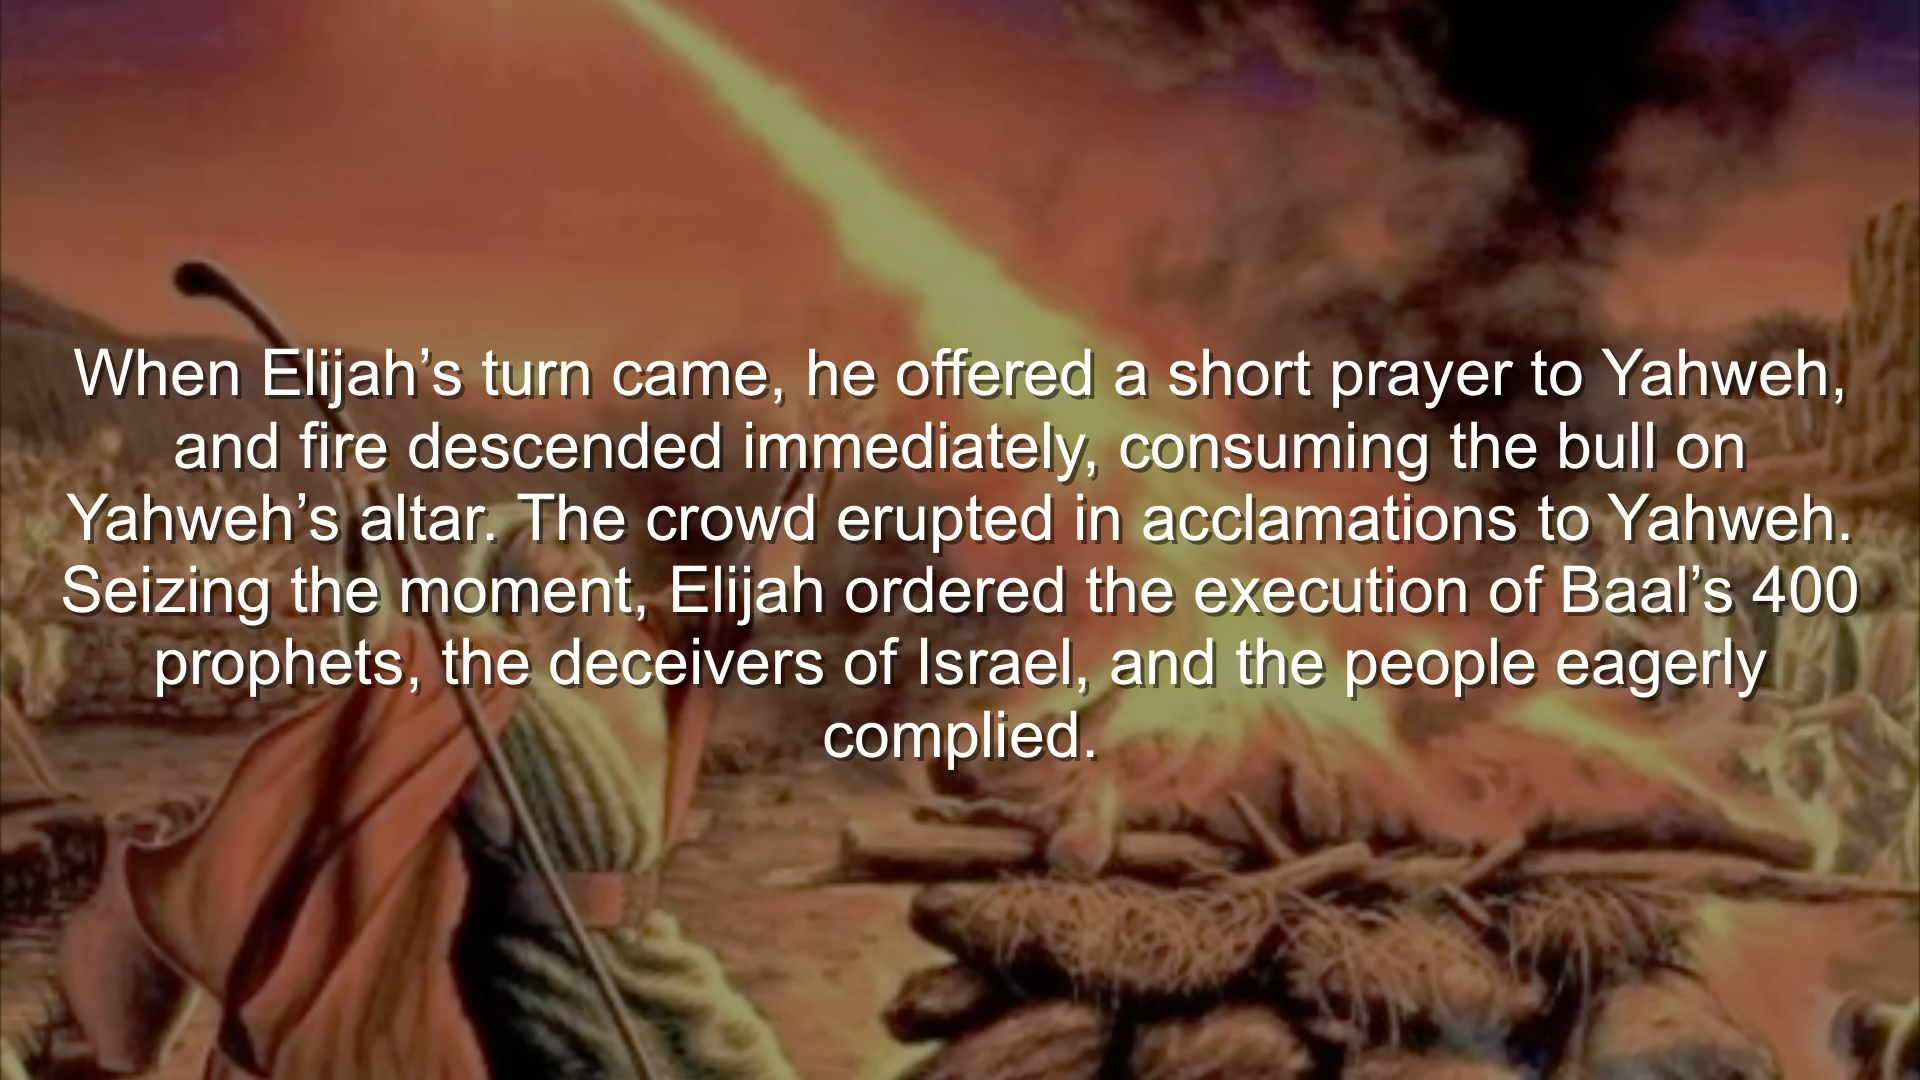 When Elijah’s turn came, he offered a short prayer to Yahweh,
and fire descended immediately, consuming the bull on
Yahweh’s altar. The crowd erupted in acclamations to Yahweh.
Seizing the moment, Elijah ordered the execution of Baal’s 400
prophets, the deceivers of Israel, and the people eagerly
complied.